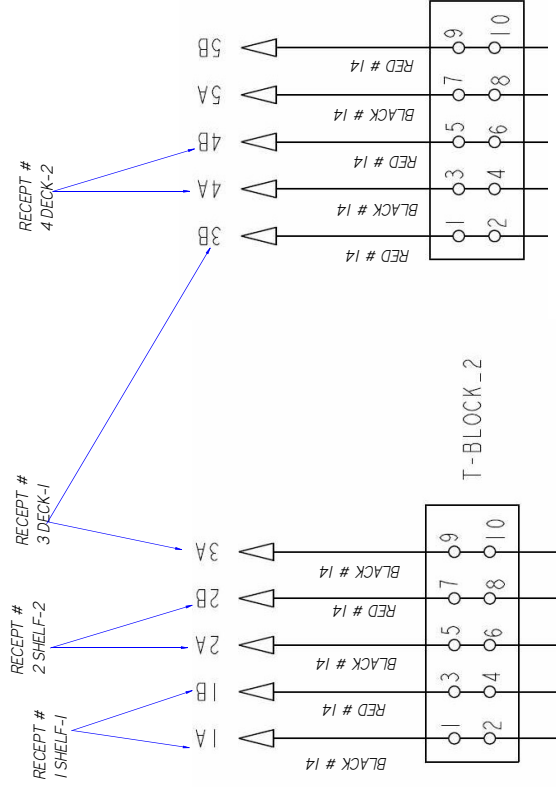 5B
RED # 14
9
10
5A
BLACK # 14
7
8
RECEPT #
4 DECK-2
4B
RED # 14
5
6
4A
BLACK # 14
3
4
3B
RED # 14
1
2
T-BLOCK_2
RECEPT #
3 DECK-1
3A
BLACK # 14
9
10
RECEPT #
2 SHELF-2
2B
RED # 14
7
8
2A
BLACK # 14
5
6
RECEPT #
1 SHELF-1
1B
RED # 14
3
4
1A
BLACK # 14
1
2